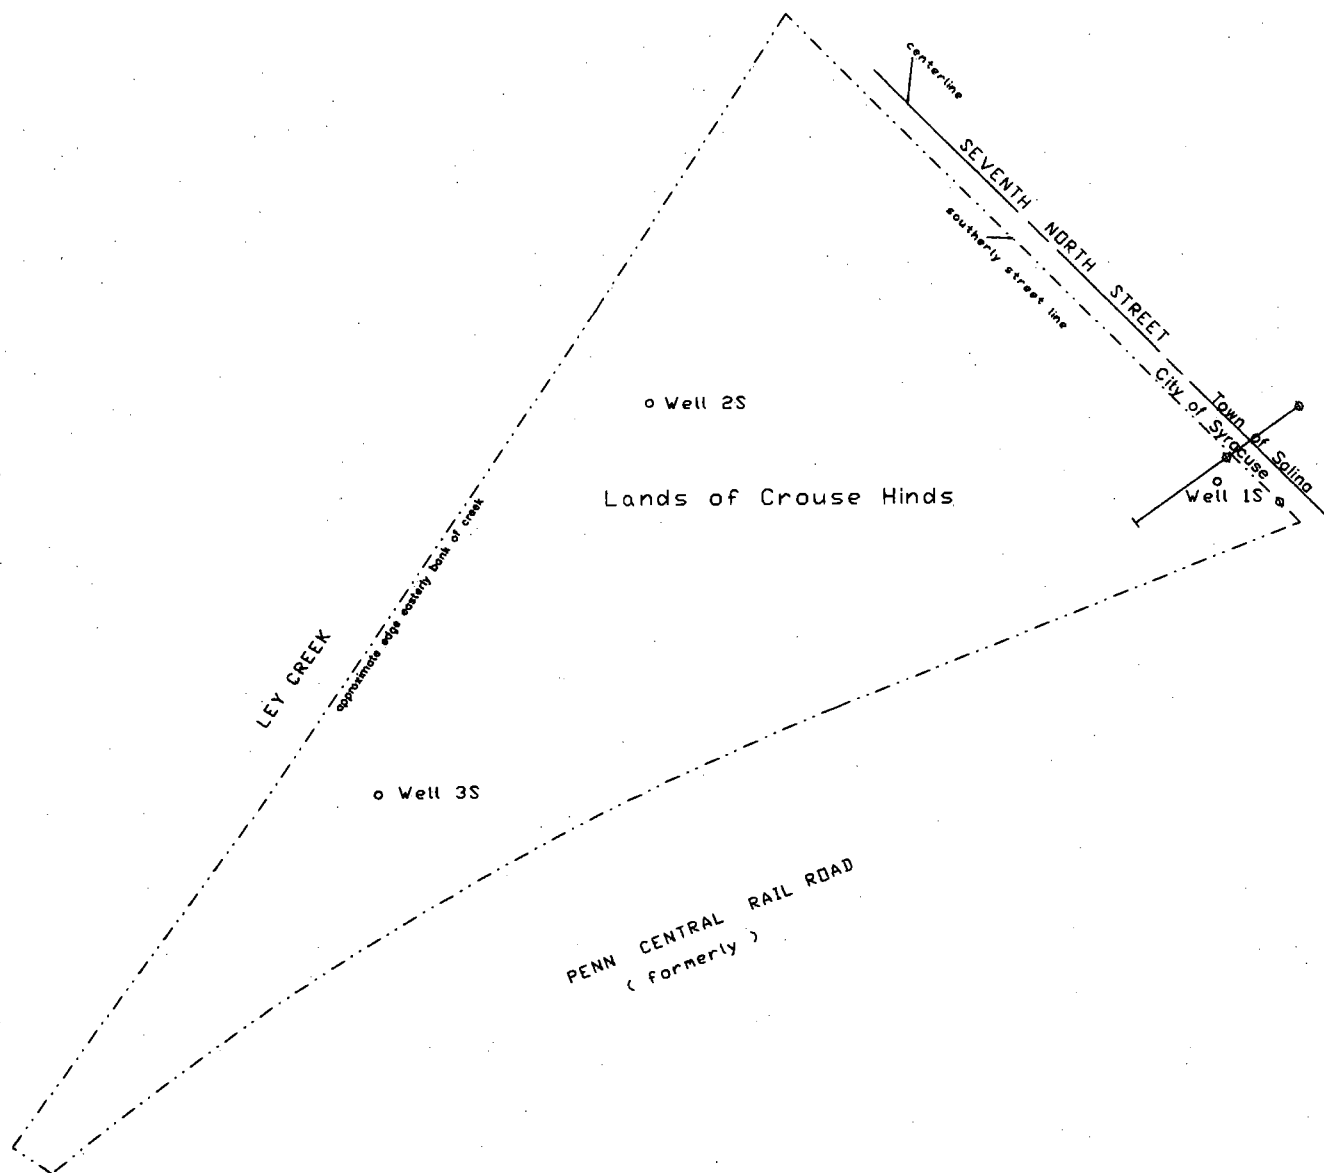 centerline
SEVENTH NORTH STREET
southerly street line
City of Syracuse
Town of Salina
Well 2S
Well 1S
Lands of Crouse Hinds
approximate edge easterly bank of creek
LEY CREEK
Well 3S
PENN CENTRAL RAIL ROAD
( formerly )